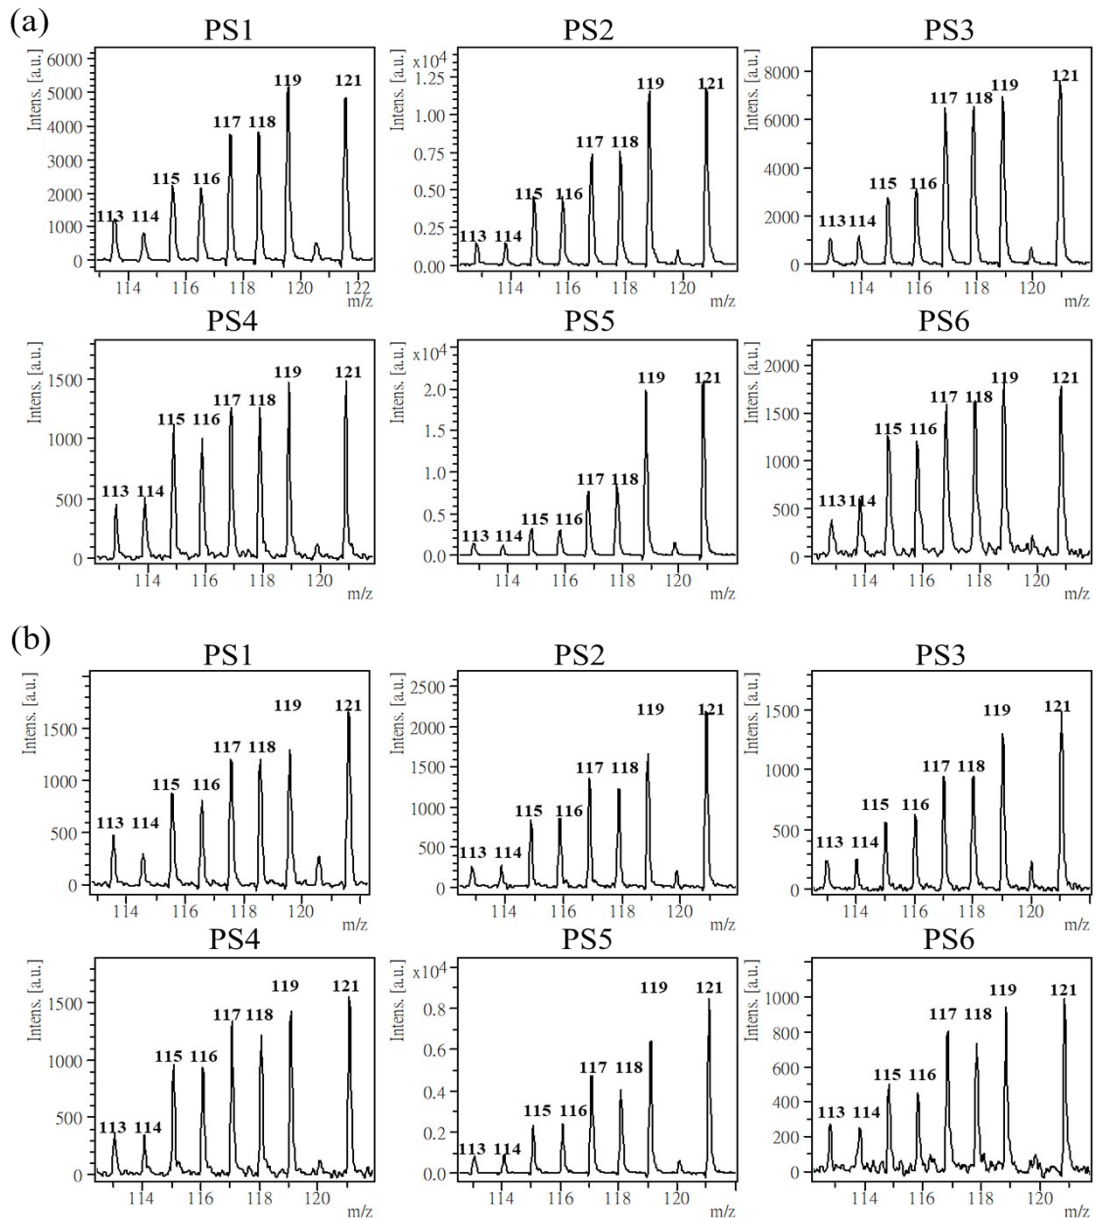 (a)
PS1
PS2
PS3
Intens. [a.u.]
6000
5000
4000
3000
2000
1000
0
113 114 115 116 117 118 119 121
114 116 118 120 122
m/z
Intens. [a.u.]
x10⁴
1.25
1.00
0.75
0.50
0.25
0.00
113 114 115 116 117 118 119 121
114 116 118 120
m/z
Intens. [a.u.]
8000
6000
4000
2000
0
113 114 115 116 117 118 119 121
114 116 118 120
m/z
PS4
PS5
PS6
Intens. [a.u.]
1500
1000
500
0
113 114 115 116 117 118 119 121
114 116 118 120
m/z
Intens. [a.u.]
x10⁴
2.0
1.5
1.0
0.5
0.0
113 114 115 116 117 118 119 121
114 116 118 120
m/z
Intens. [a.u.]
2000
1500
1000
500
0
113 114 115 116 117 118 119 121
114 116 118 120
m/z
(b)
PS1
PS2
PS3
Intens. [a.u.]
1500
1000
500
0
113 114 115 116 117 118 119 121
114 116 118 120
m/z
Intens. [a.u.]
2500
2000
1500
1000
500
0
113 114 115 116 117 118 119 121
114 116 118 120
m/z
Intens. [a.u.]
1500
1000
500
0
113 114 115 116 117 118 119 121
114 116 118 120
m/z
PS4
PS5
PS6
Intens. [a.u.]
1500
1000
500
0
113 114 115 116 117 118 119 121
114 116 118 120
m/z
Intens. [a.u.]
x10⁴
0.8
0.6
0.4
0.2
0.0
113 114 115 116 117 118 119 121
114 116 118 120
m/z
Intens. [a.u.]
1000
800
600
400
200
0
113 114 115 116 117 118 119 121
114 116 118 120
m/z